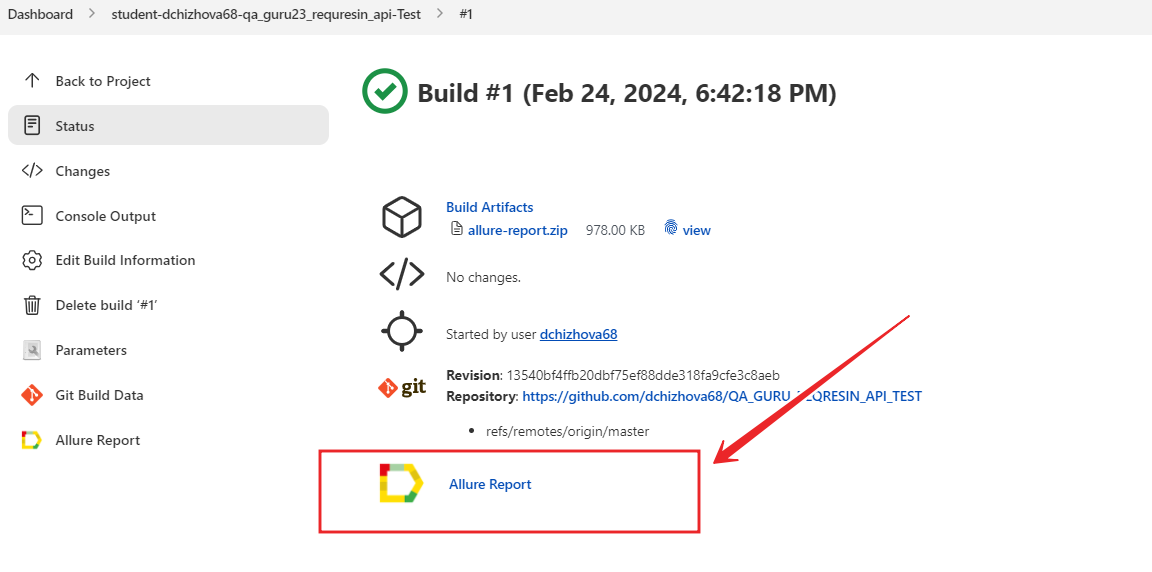 Dashboard > student-dchizhova68-qa_guru23_requresin_api-Test > #1
Back to Project
Status
Changes
Console Output
Edit Build Information
Delete build ‘#1’
Parameters
Git Build Data
Allure Report
Build #1 (Feb 24, 2024, 6:42:18 PM)
Build Artifacts
allure-report.zip 978.00 KB view
No changes.
Started by user dchizhova68
git
Revision: 13540bf4ffb20dbf75ef88dde318fa9cfe3c8aeb
Repository: https://github.com/dchizhova68/QA_GURU_REQRESIN_API_TEST
• refs/remotes/origin/master
Allure Report